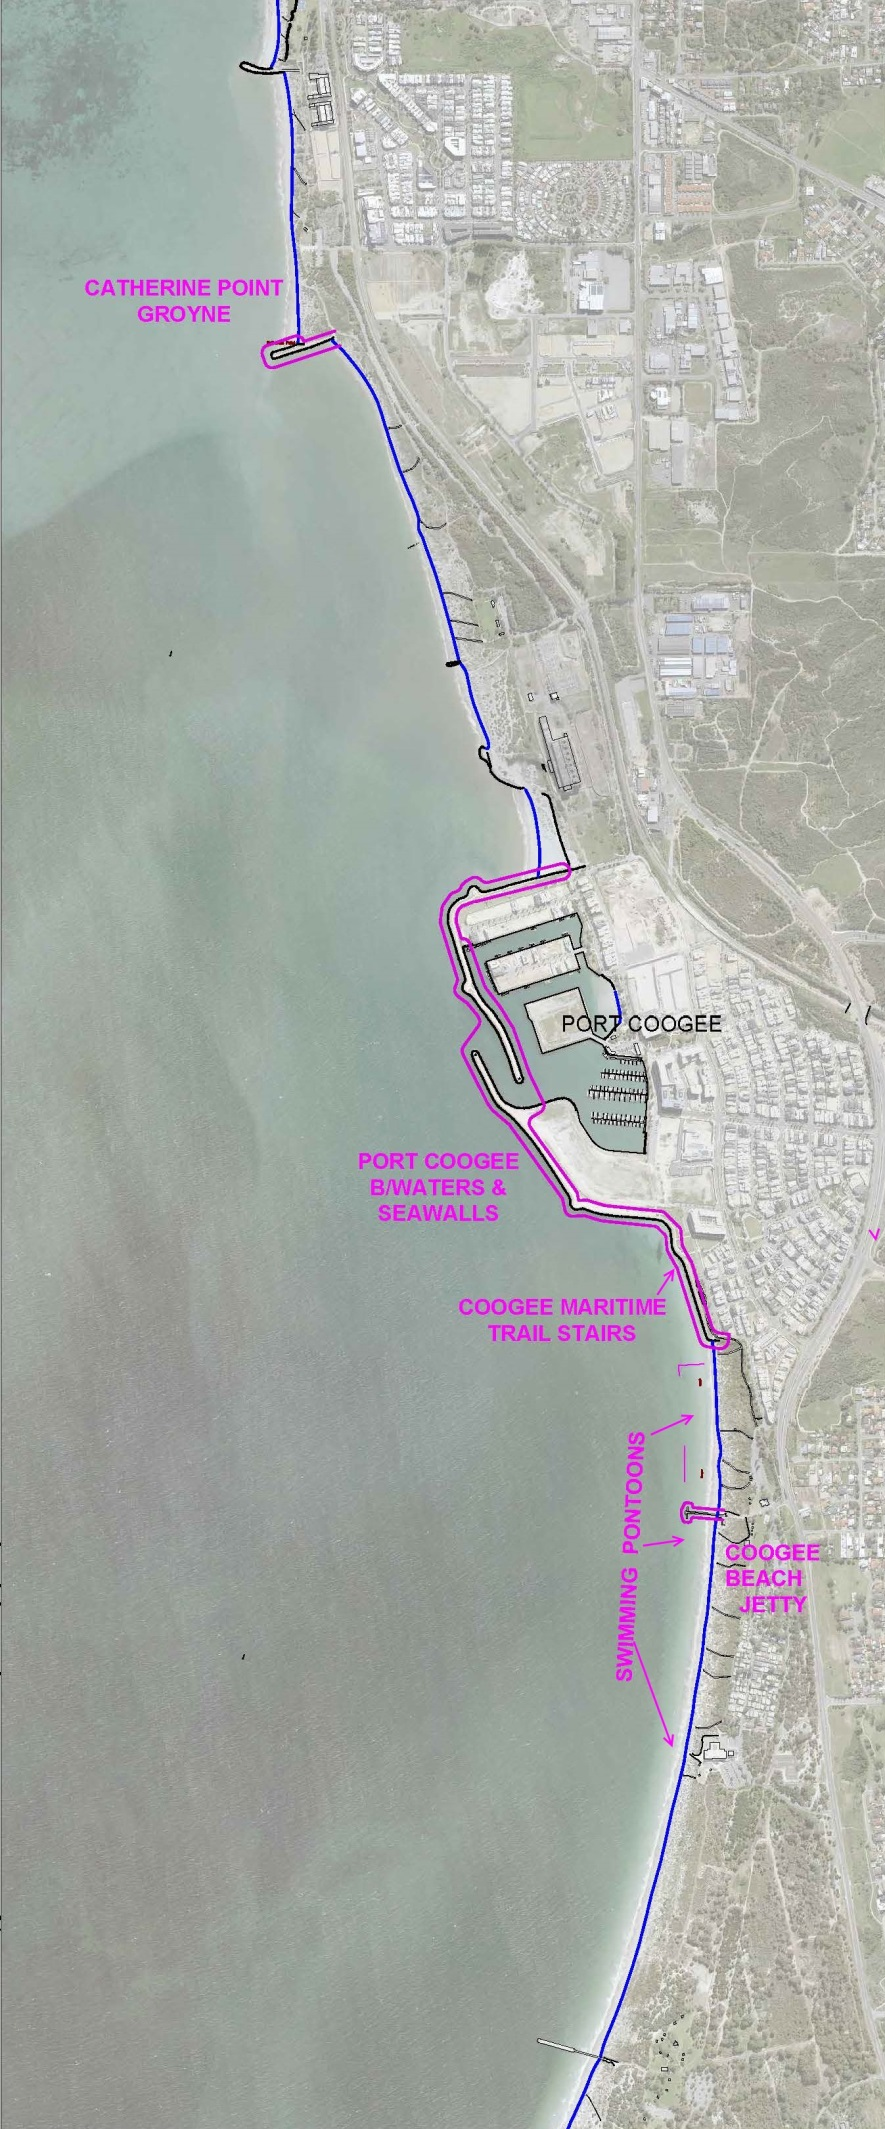 CATHERINE POINT
GROYNE
PORT COOGEE
PORT COOGEE
B/WATERS &
SEAWALLS
COOGEE MARITIME
TRAIL STAIRS
SWIMMING PONTOONS
COOGEE
BEACH
JETTY